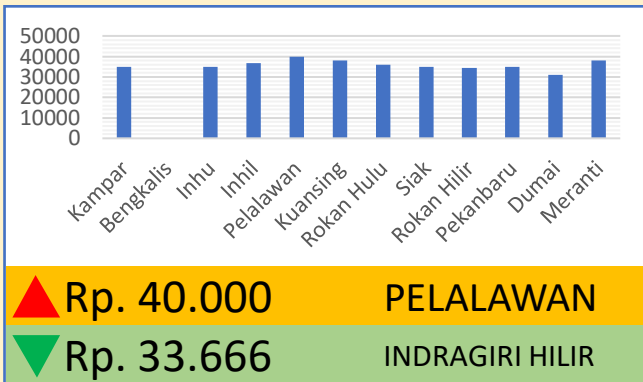 50000
40000
30000
20000
10000
0
Kampar
Bengkalis
Inhu
Inhil
Pelalawan
Kuansing
Rokan Hulu
Siak
Rokan Hilir
Pekanbaru
Dumai
Meranti
Rp. 40.000 PELALAWAN
Rp. 33.666 INDRAGIRI HILIR